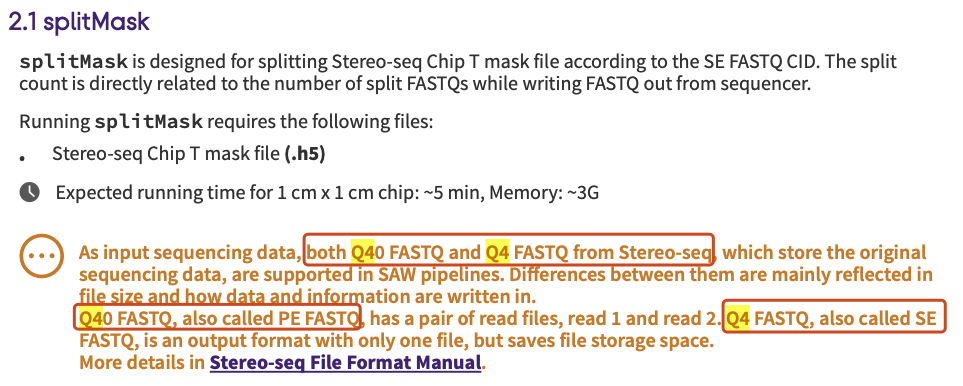 2.1 splitMask
splitMask is designed for splitting Stereo-seq Chip T mask file according to the SE FASTQ CID. The split
count is directly related to the number of split FASTQs while writing FASTQ out from sequencer.
Running splitMask requires the following files:
• Stereo-seq Chip T mask file (.h5)
Expected running time for 1 cm x 1 cm chip: ~5 min, Memory: ~3G
As input sequencing data, both Q40 FASTQ and Q4 FASTQ from Stereo-seq, which store the original
sequencing data, are supported in SAW pipelines. Differences between them are mainly reflected in
file size and how data and information are written in.
Q40 FASTQ, also called PE FASTQ, has a pair of read files, read 1 and read 2. Q4 FASTQ, also called SE
FASTQ, is an output format with only one file, but saves file storage space.
More details in Stereo-seq File Format Manual.